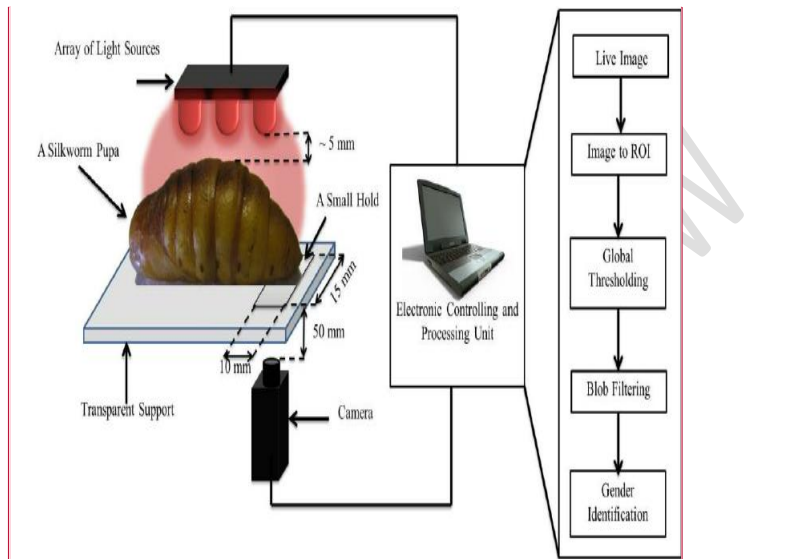 Array of Light Sources
~ 5 mm
A Silkworm Pupa
A Small Hold
15 mm
50 mm
10 mm
Transparent Support
Camera
Electronic Controlling and
Processing Unit
Live Image
Image to ROI
Global
Thresholding
Blob Filtering
Gender
Identification